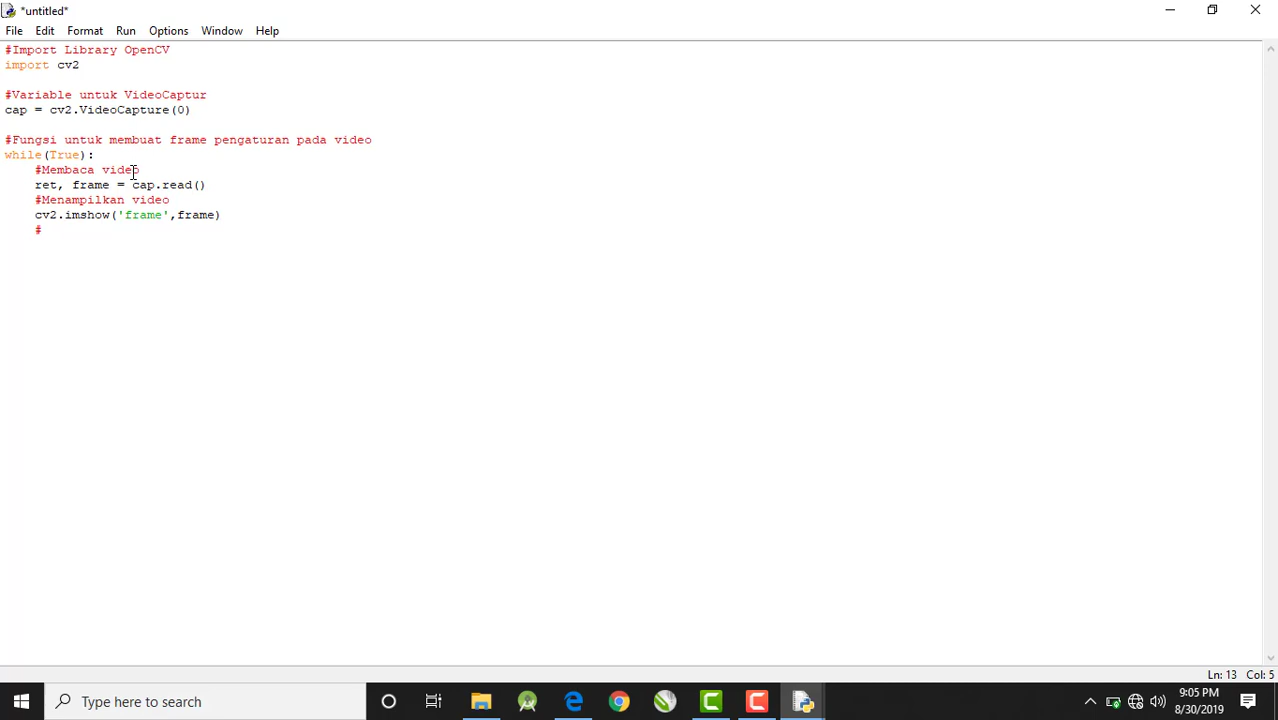 *untitled*
File Edit Format Run Options Window Help
#Import Library OpenCV
import cv2
#Variable untuk VideoCaptur
cap = cv2.VideoCapture(0)
#Fungsi untuk membuat frame pengaturan pada video
while(True):
    #Membaca video
    ret, frame = cap.read()
    #Menampilkan video
    cv2.imshow('frame',frame)
    #
Ln: 13 Col: 5
Type here to search
9:05 PM
8/30/2019